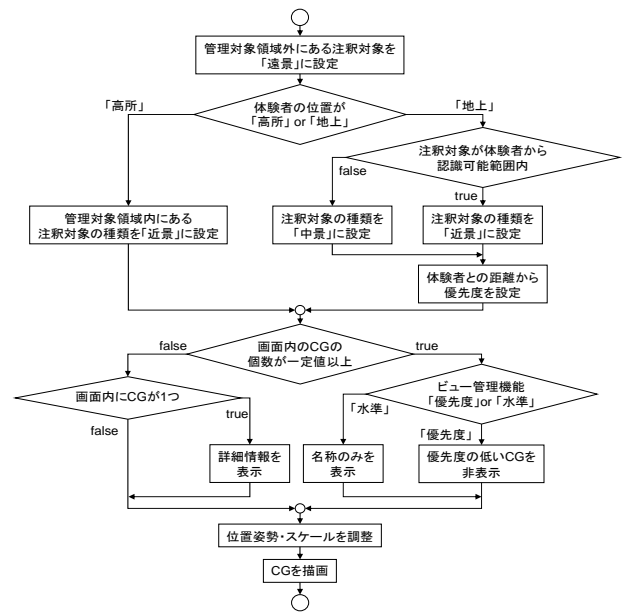 管理対象領域外にある注釈対象を
「遠景」に設定
体験者の位置が
「高所」 or 「地上」
「高所」
「地上」
注釈対象が体験者から
認識可能範囲内
false
true
管理対象領域内にある
注釈対象の種類を「近景」に設定
注釈対象の種類を
「中景」に設定
注釈対象の種類を
「近景」に設定
体験者との距離から
優先度を設定
画面内のCGの
個数が一定値以上
false
true
画面内にCGが1つ
false
true
ビュー管理機能
「優先度」or 「水準」
「水準」
「優先度」
詳細情報を
表示
名称のみを
表示
優先度の低いCGを
非表示
位置姿勢・スケールを調整
CGを描画